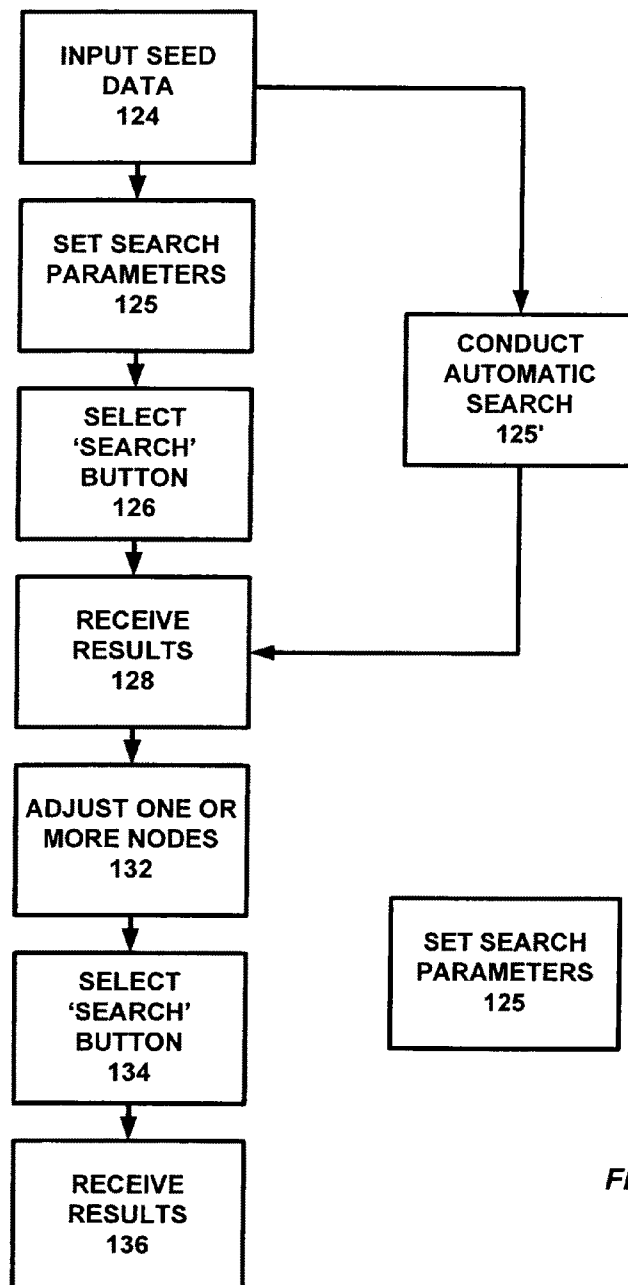 INPUT SEED
DATA
124
SET SEARCH
PARAMETERS
125
SELECT
‘SEARCH’
BUTTON
126
CONDUCT
AUTOMATIC
SEARCH
125'
RECEIVE
RESULTS
128
ADJUST ONE OR
MORE NODES
132
SET SEARCH
PARAMETERS
125
SELECT
‘SEARCH’
BUTTON
134
RECEIVE
RESULTS
136